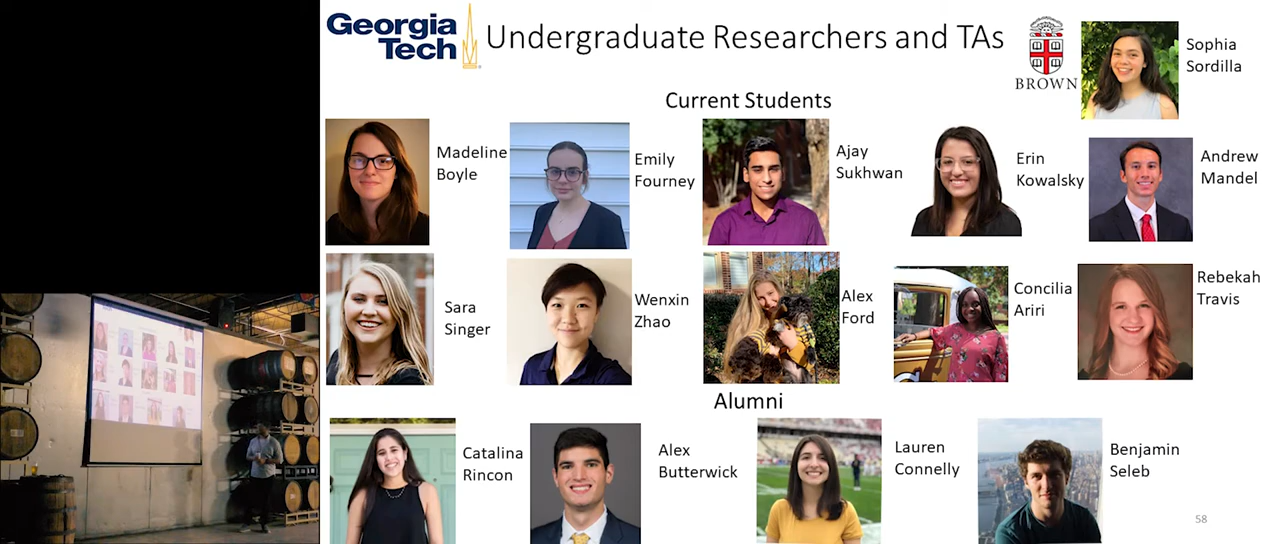 Georgia
Tech
Undergraduate Researchers and TAs
BROWN
Sophia
Sordilla
Current Students
Madeline
Boyle
Emily
Fourney
Ajay
Sukhwan
Erin
Kowalsky
Andrew
Mandel
Sara
Singer
Wenxin
Zhao
Alex
Ford
Concilia
Ariri
Rebekah
Travis
Alumni
Catalina
Rincon
Alex
Butterwick
Lauren
Connelly
Benjamin
Seleb
58